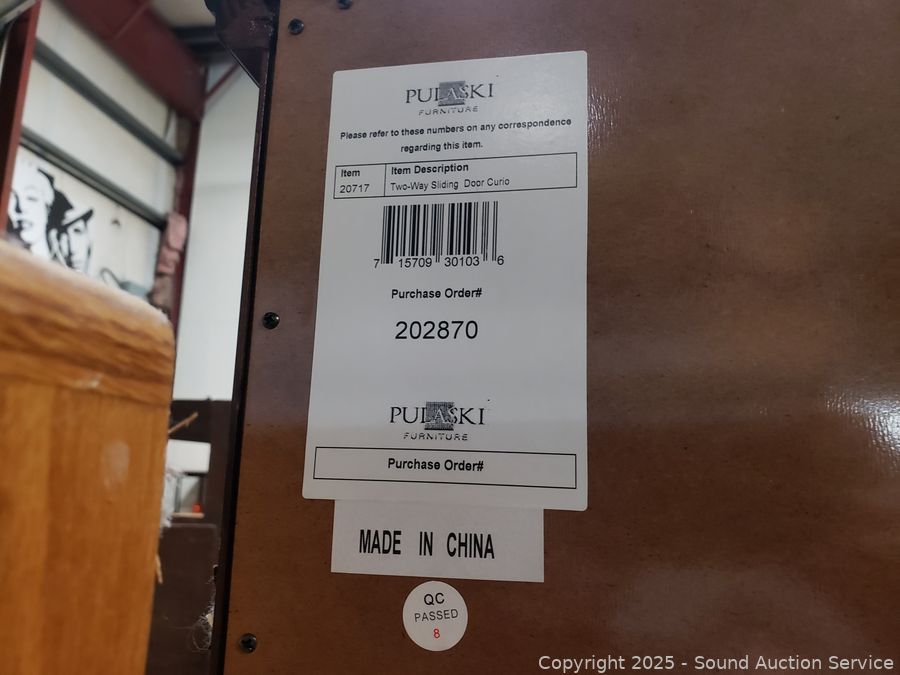 PULASKI
FURNITURE
Please refer to these numbers on any correspondence
regarding this item.
Item Item Description
20717 Two-Way Sliding Door Curio
7 15709 30103 6
Purchase Order#
202870
PULASKI
FURNITURE
Purchase Order#
MADE IN CHINA
QC
PASSED
8
Copyright 2025 - Sound Auction Service